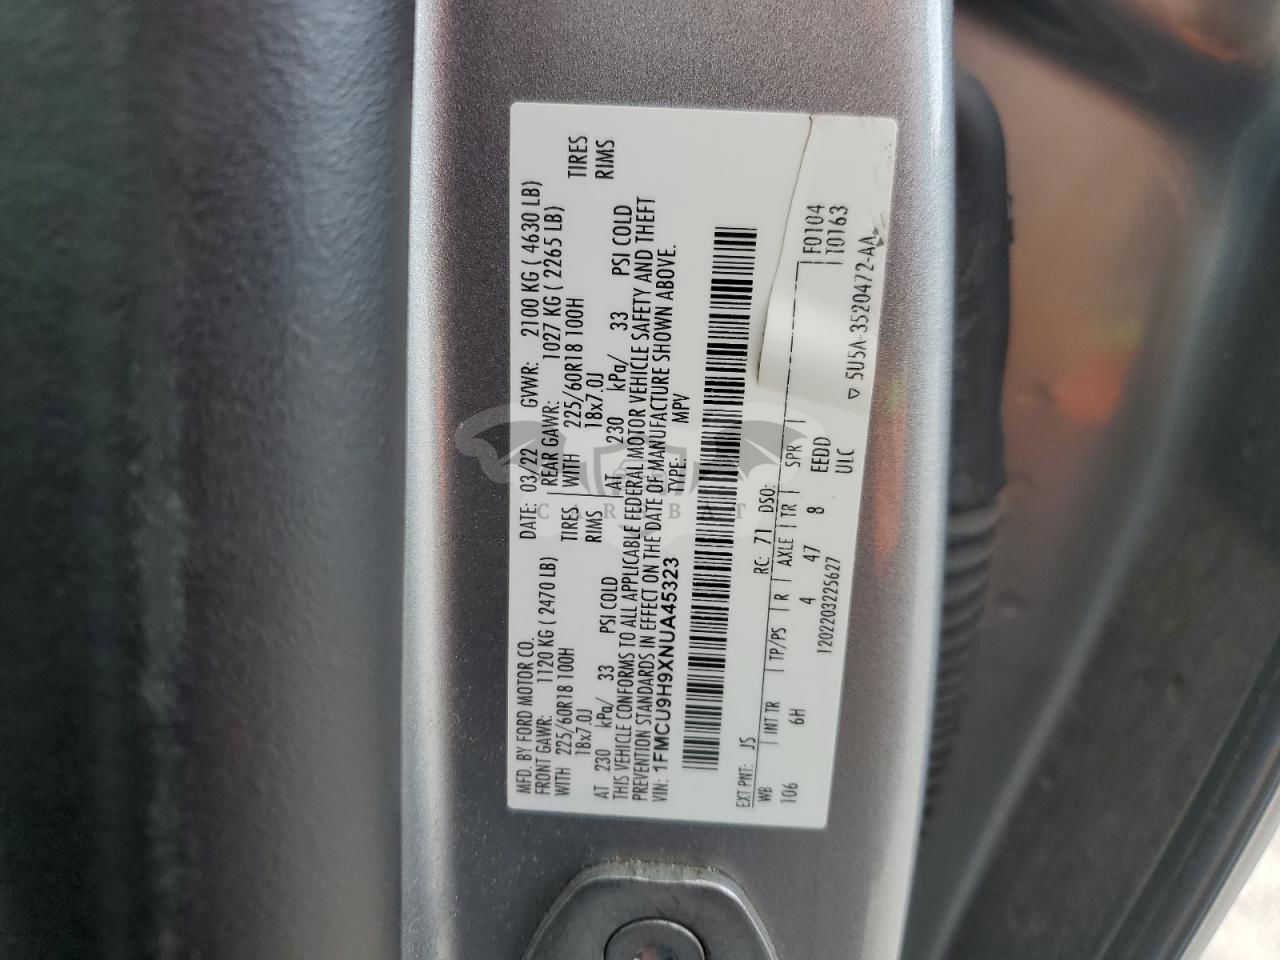 MFD. BY FORD MOTOR CO.
DATE: 03/22 GVWR: 2100 KG ( 4630 LB)
FRONT GAWR: 1120 KG ( 2470 LB)
REAR GAWR: 1027 KG ( 2265 LB)
WITH 225/60R18 100H TIRES
WITH 225/60R18 100H TIRES
18x7.0J RIMS
18x7.0J RIMS
AT 230 kPa/ 33 PSI COLD
AT 230 kPa/ 33 PSI COLD
THIS VEHICLE CONFORMS TO ALL APPLICABLE FEDERAL MOTOR VEHICLE SAFETY AND THEFT
PREVENTION STANDARDS IN EFFECT ON THE DATE OF MANUFACTURE SHOWN ABOVE.
VIN: 1FMCU9H9XNUA45323 TYPE: MPV
EXT PNT: JS RC: 71 DSO: F0104
WB INT TR TP/PS R AXLE TR SPR T0163
106 6H 4 47 8 EEDD
1202203225627 ULC 5U5A-3520472-AA
CARCBAT